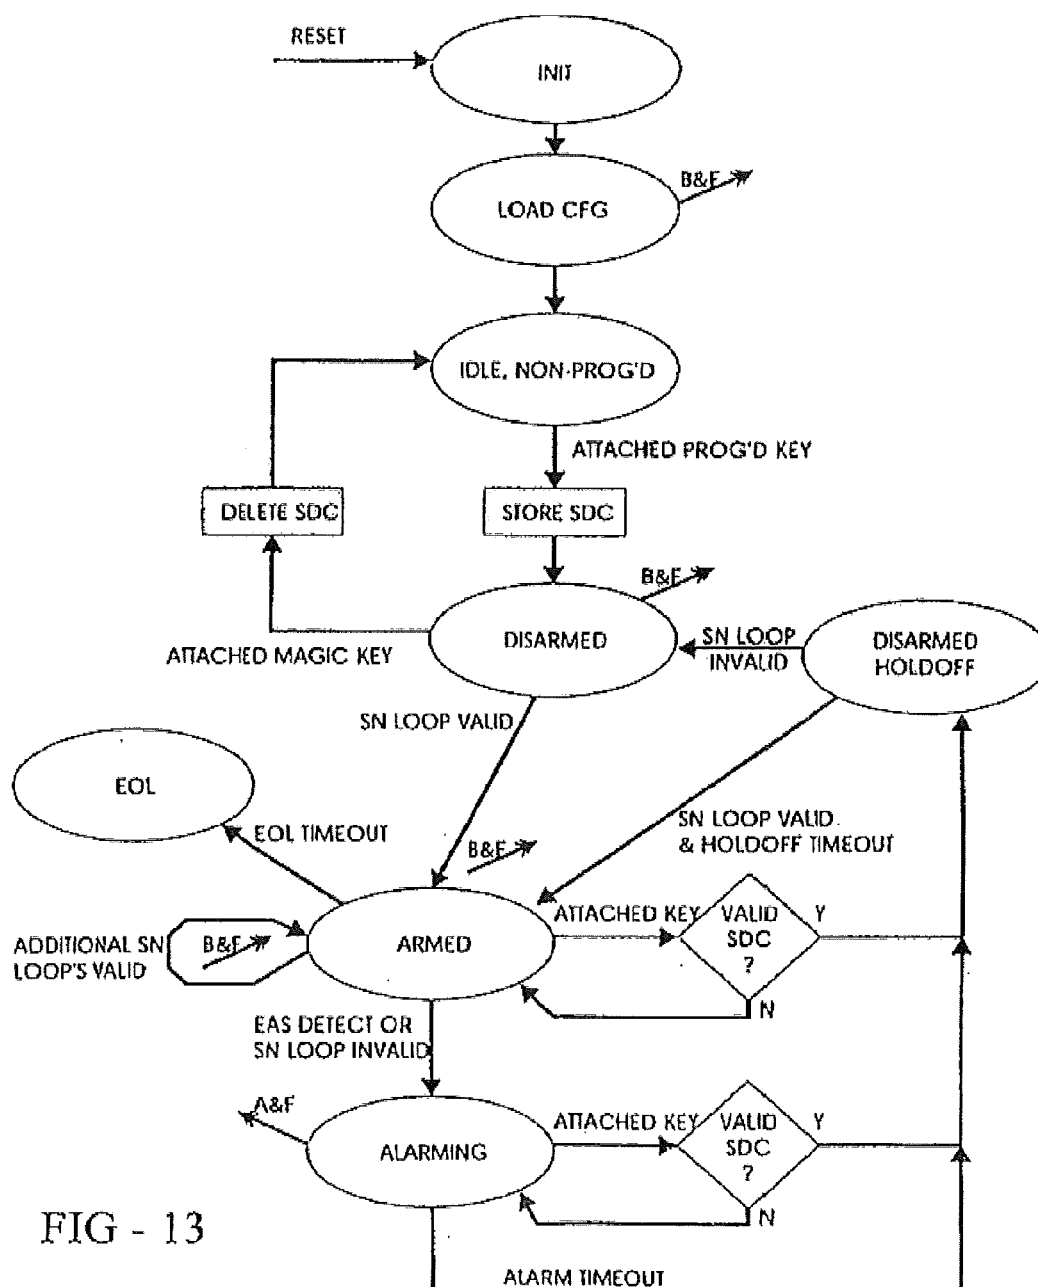 RESET
INIT
B&F
LOAD CFG
IDLE, NON-PROG'D
ATTACHED PROG'D KEY
DELETE SDC
STORE SDC
B&F
DISARMED
SN LOOP
INVALID
DISARMED
HOLDOFF
ATTACHED MAGIC KEY
SN LOOP VALID
EOL
EOL TIMEOUT
SN LOOP VALID
& HOLDOFF TIMEOUT
B&F
ADDITIONAL SN
LOOP'S VALID
B&F
ARMED
ATTACHED KEY
VALID
SDC
?
Y
N
EAS DETECT OR
SN LOOP INVALID
A&F
ALARMING
ATTACHED KEY
VALID
SDC
?
Y
N
FIG - 13
ALARM TIMEOUT